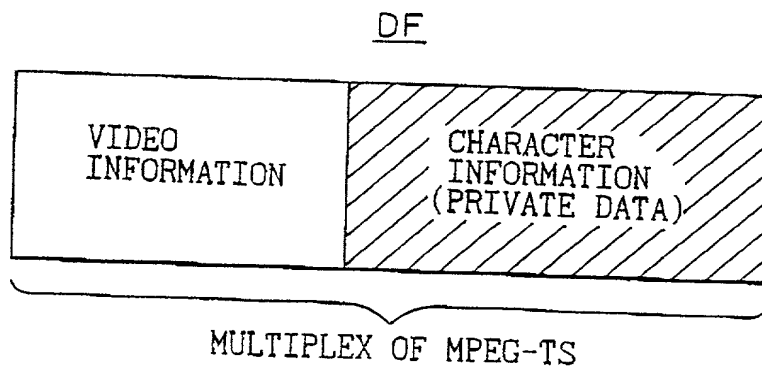 DF
VIDEO
INFORMATION
CHARACTER
INFORMATION
(PRIVATE DATA)
MULTIPLEX OF MPEG-TS